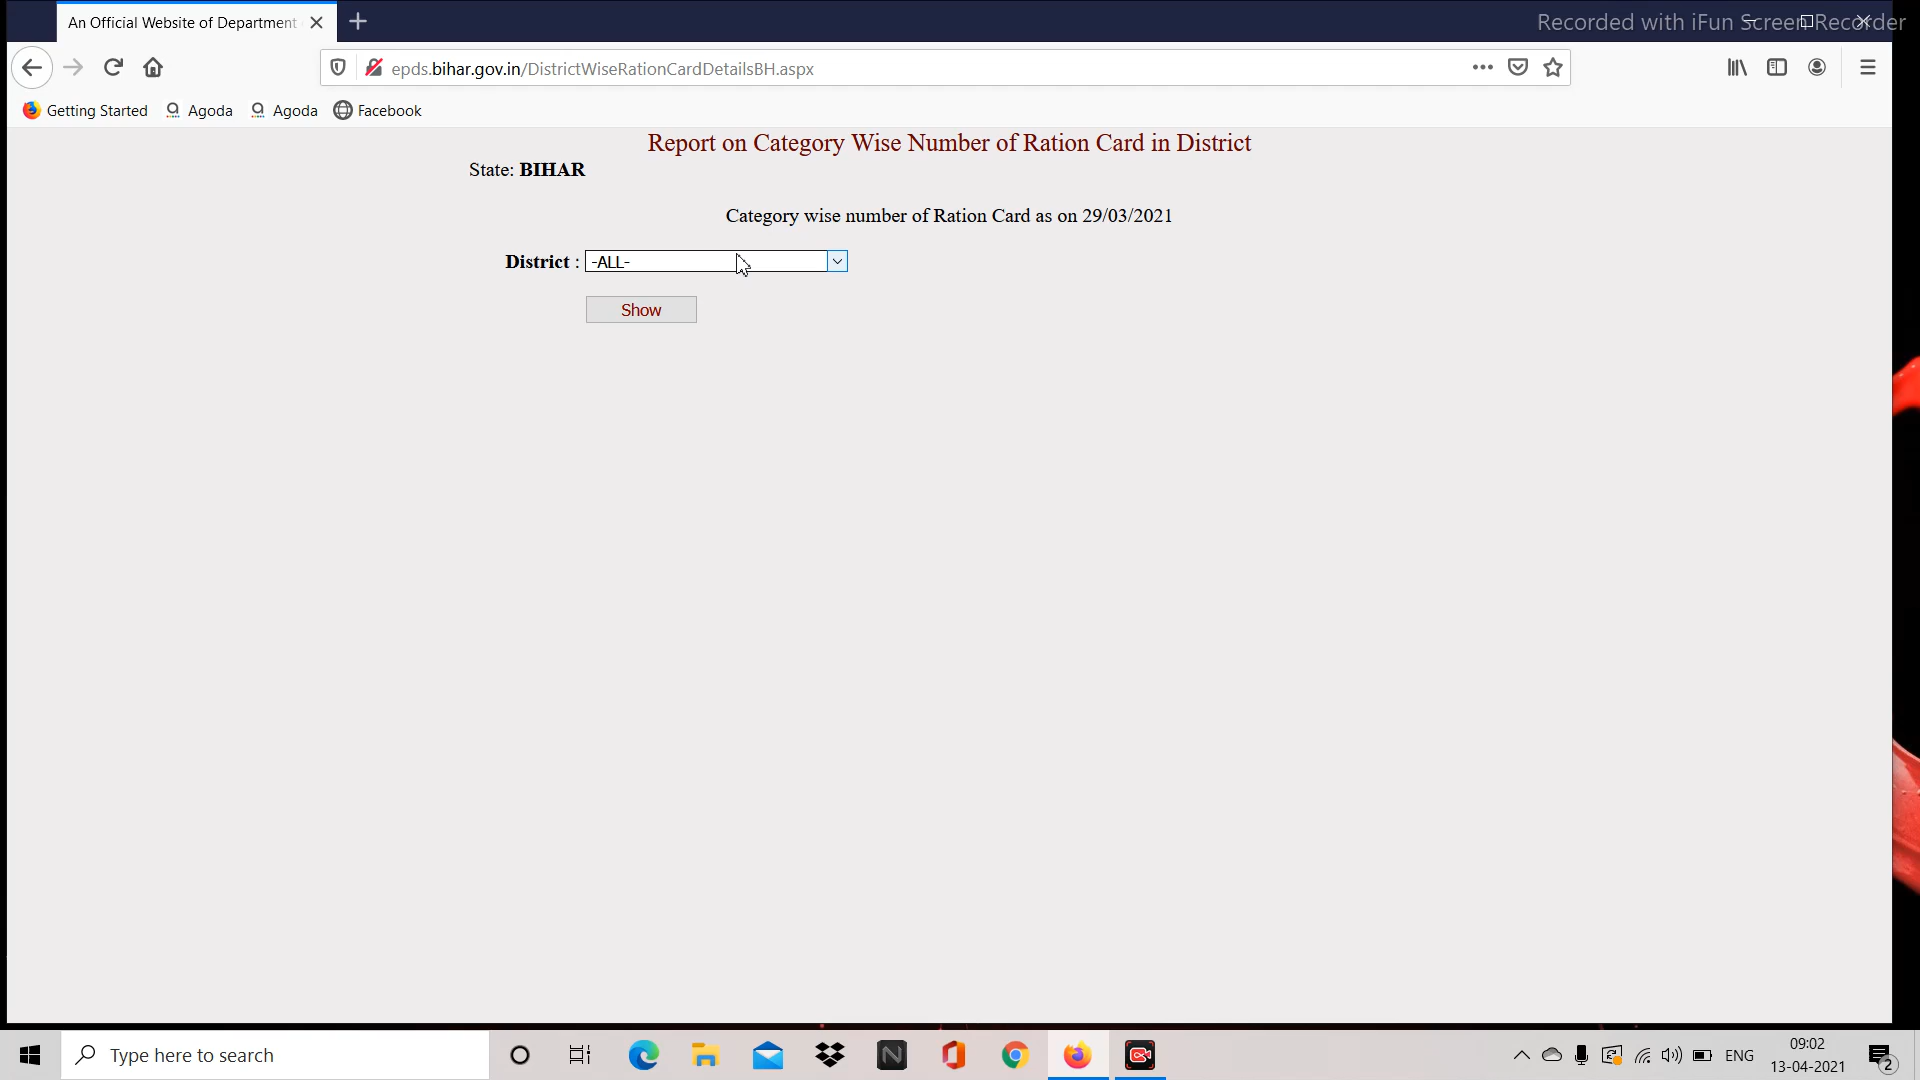 An Official Website of Department
Recorded with iFun Screen Recorder
epds.bihar.gov.in/DistrictWiseRationCardDetailsBH.aspx
Getting Started
Agoda
Agoda
Facebook
Report on Category Wise Number of Ration Card in District
State: BIHAR
Category wise number of Ration Card as on 29/03/2021
District : -ALL-
Show
Type here to search
N
ENG
09:02
13-04-2021
2